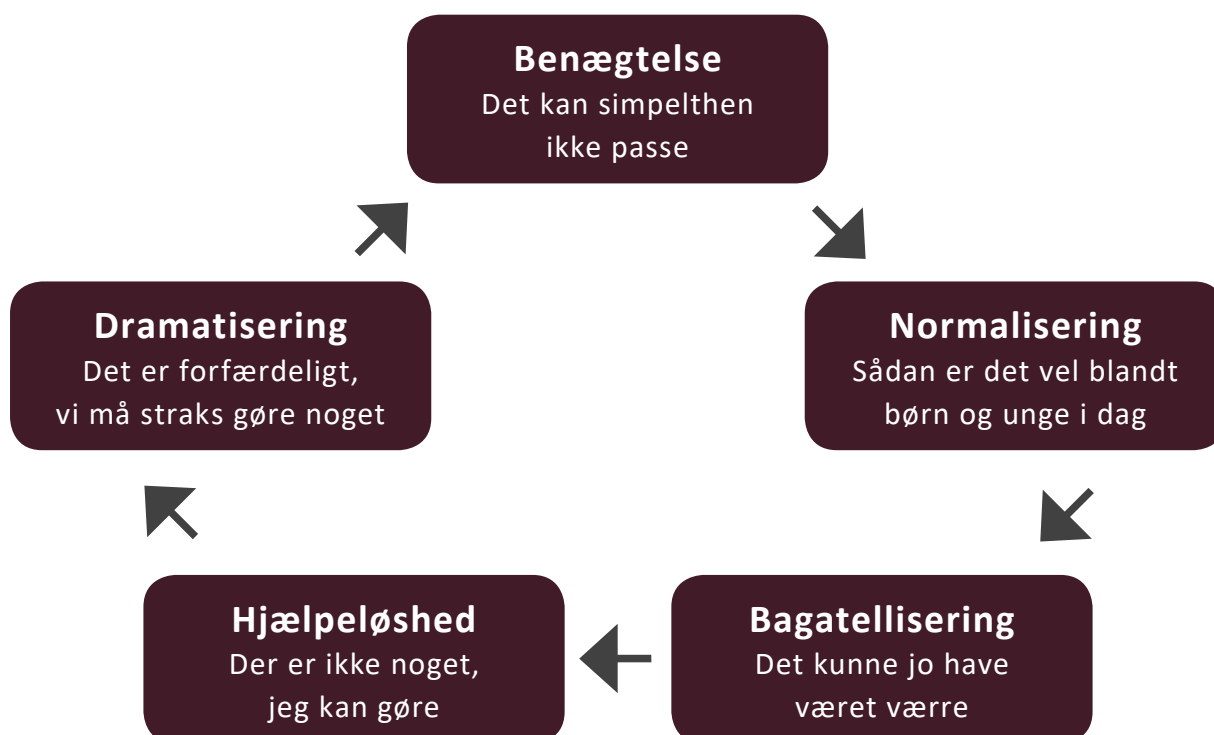 Benægtelse
Det kan simpelthen
ikke passe
Normalisering
Sådan er det vel blandt
børn og unge i dag
Bagatellisering
Det kunne jo have
været værre
Hjælpeløshed
Der er ikke noget,
jeg kan gøre
Dramatisering
Det er forfærdeligt,
vi må straks gøre noget